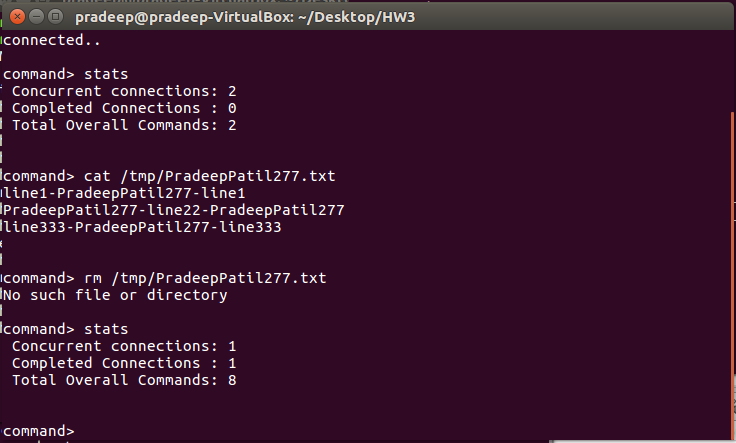 pradeep@pradeep-VirtualBox: ~/Desktop/HW3
connected..
command> stats
Concurrent connections: 2
Completed Connections : 0
Total Overall Commands: 2
command> cat /tmp/PradeepPatil277.txt
line1-PradeepPatil277-line1
PradeepPatil277-line22-PradeepPatil277
line333-PradeepPatil277-line333
command> rm /tmp/PradeepPatil277.txt
No such file or directory
command> stats
Concurrent connections: 1
Completed Connections : 1
Total Overall Commands: 8
command>